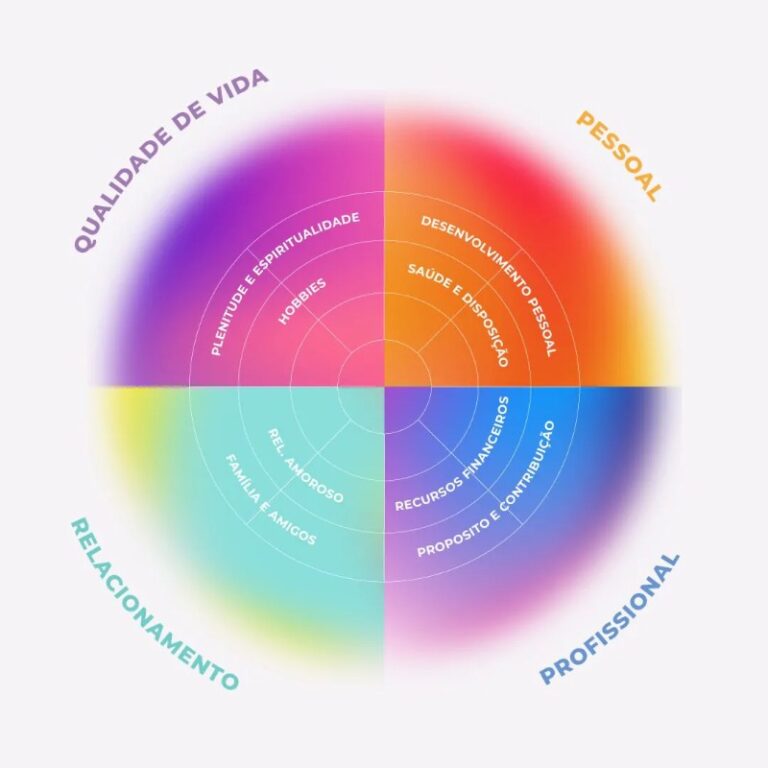 QUALIDADE DE VIDA
PLENITUDE E ESPIRITUALIDADE
HOBBIES
PESSOAL
DESENVOLVIMENTO PESSOAL
SAÚDE E DISPOSIÇÃO
RELACIONAMENTO
REL. AMOROSO
FAMÍLIA E AMIGOS
PROFISSIONAL
RECURSOS FINANCEIROS
PROPOSITO E CONTRIBUIÇÃO